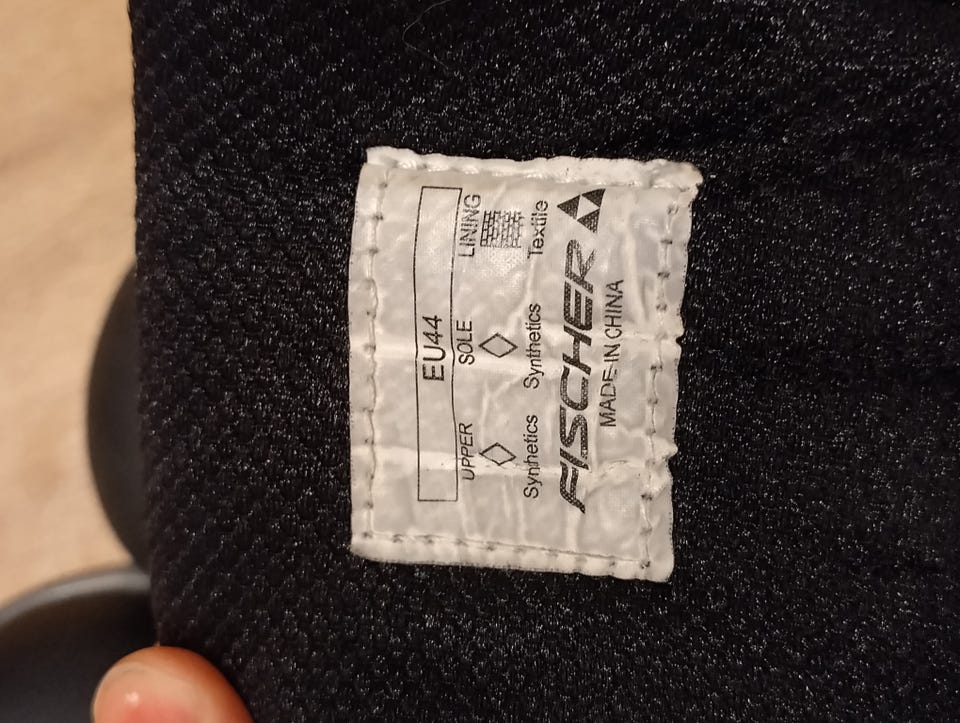 EU44
UPPER SOLE LINING
Synthetics Synthetics Textile
FISCHER
MADE IN CHINA